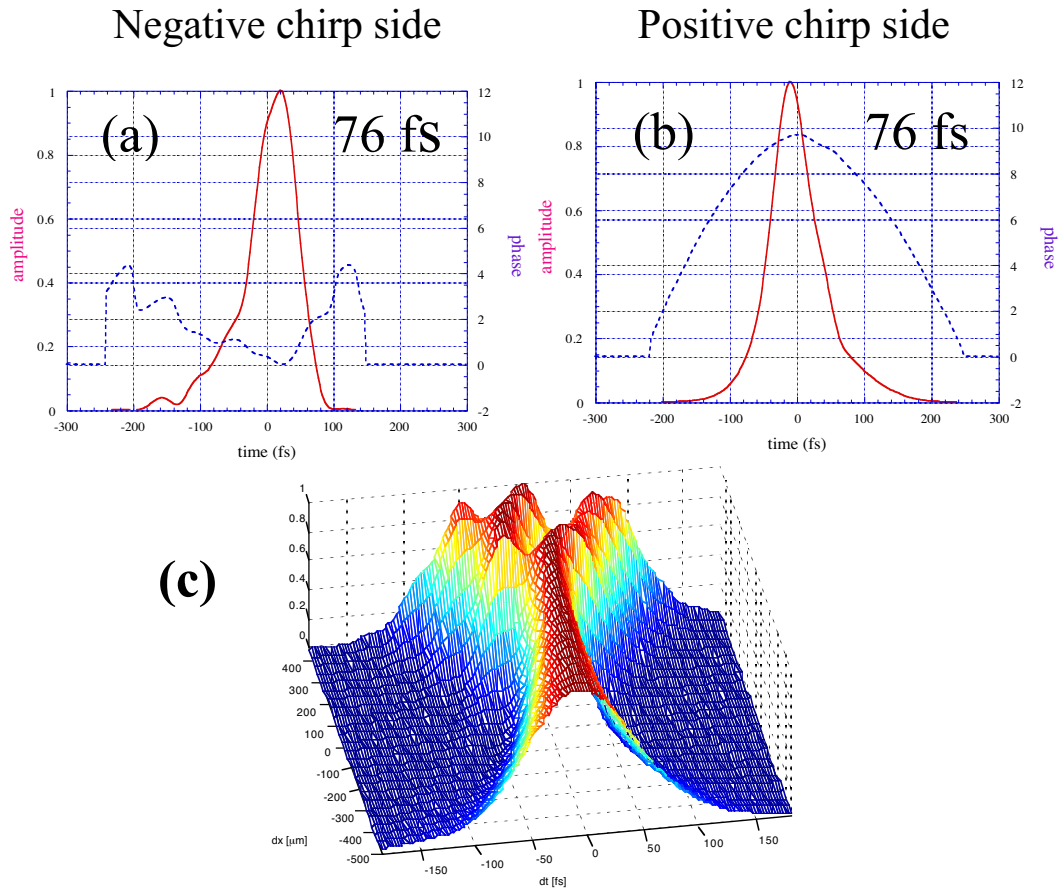 Negative chirp side
Positive chirp side
(a)
76 fs
1
0.8
0.6
0.4
0.2
0
12
10
8
6
4
2
0
-2
amplitude
phase
-300 -200 -100 0 100 200 300
time (fs)
(b)
76 fs
1
0.8
0.6
0.4
0.2
0
12
10
8
6
4
2
0
-2
amplitude
phase
-300 -200 -100 0 100 200 300
time (fs)
(c)
1
0.8
0.6
0.4
0.2
0
400
300
200
100
0
-100
-200
-300
-400
-500
dx [μm]
-150 -100 -50 0 50 100 150
dt [fs]